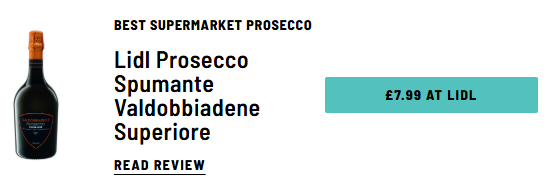 BEST SUPERMARKET PROSECCO
Lidl Prosecco
Spumante
Valdobbiadene
Superiore
£7.99 AT LIDL
READ REVIEW